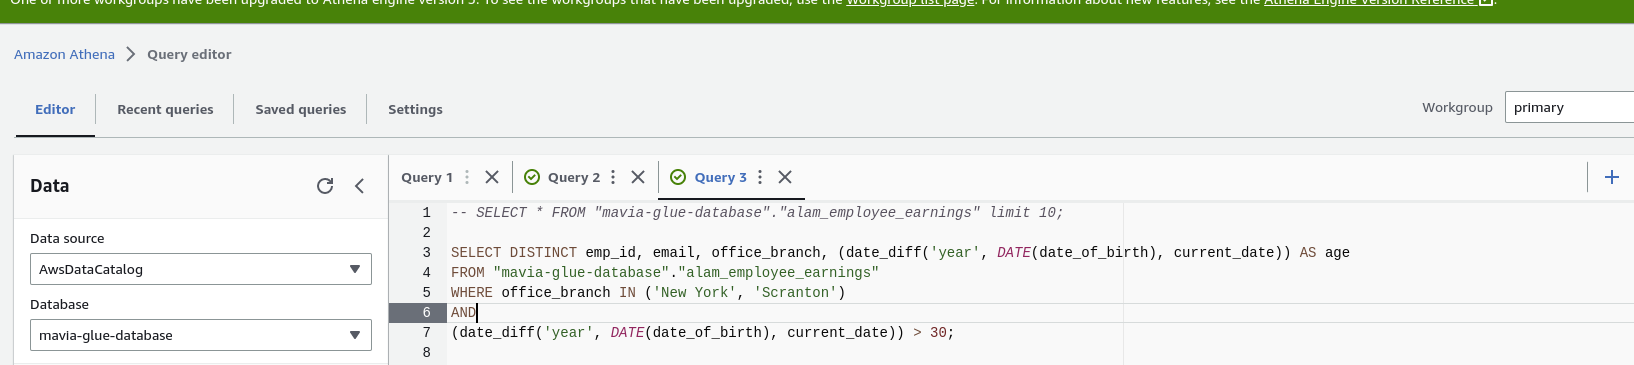 One or more workgroups have been upgraded to Athena engine version 3. To see the workgroups that have been upgraded, use the Workgroup list page. For information about new features, see the Athena Engine Version Reference.
Amazon Athena > Query editor
Editor Recent queries Saved queries Settings
Workgroup primary
Data
Data source
AwsDataCatalog
Database
mavia-glue-database
Query 1 Query 2 Query 3
1 -- SELECT * FROM "mavia-glue-database"."alam_employee_earnings" limit 10;
2
3 SELECT DISTINCT emp_id, email, office_branch, (date_diff('year', DATE(date_of_birth), current_date)) AS age
4 FROM "mavia-glue-database"."alam_employee_earnings"
5 WHERE office_branch IN ('New York', 'Scranton')
6 AND
7 (date_diff('year', DATE(date_of_birth), current_date)) > 30;
8